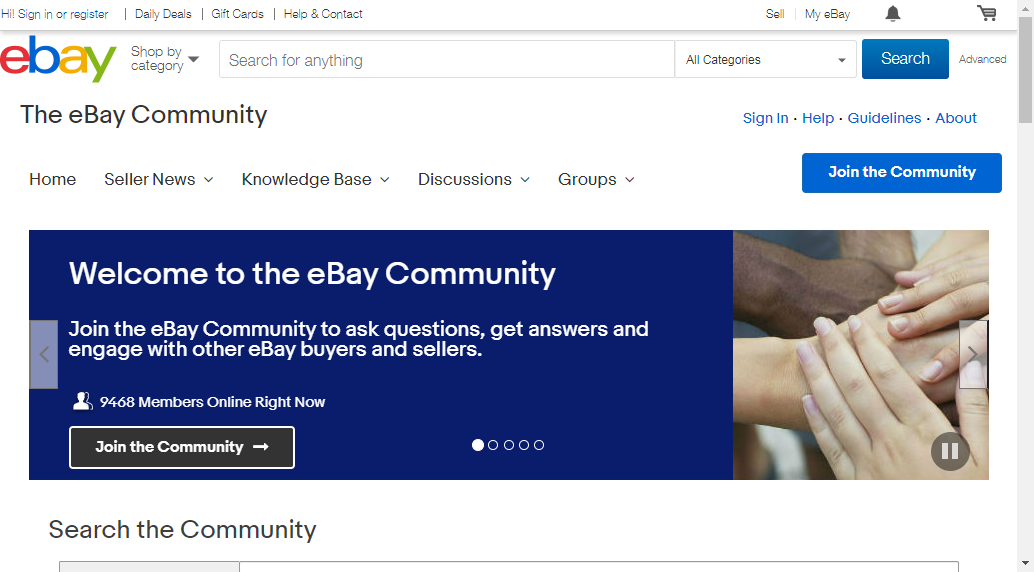 Hi! Sign in or register | Daily Deals | Gift Cards | Help & Contact Sell My eBay
ebay Shop by category Search for anything All Categories Search Advanced
The eBay Community
Sign In · Help · Guidelines · About
Home Seller News Knowledge Base Discussions Groups Join the Community
Welcome to the eBay Community
Join the eBay Community to ask questions, get answers and
engage with other eBay buyers and sellers.
9468 Members Online Right Now
Join the Community →
Search the Community